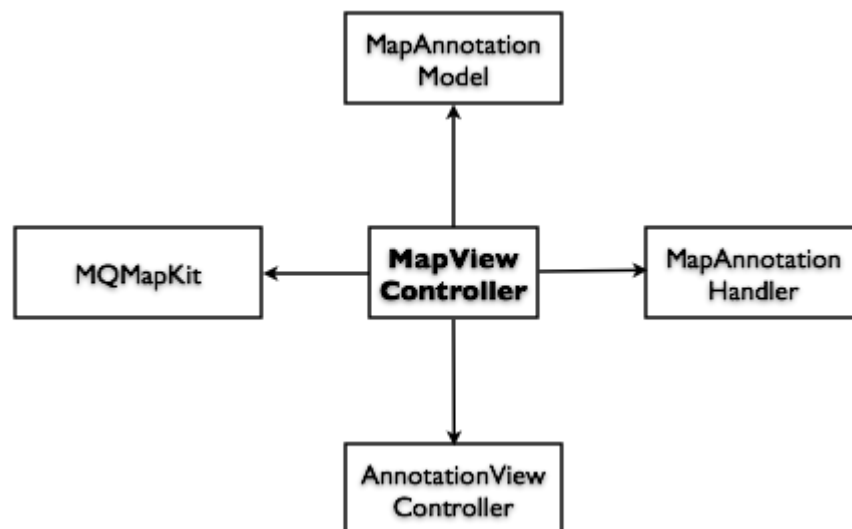 MapAnnotation
Model
MQMapKit
MapView
Controller
MapAnnotation
Handler
AnnotationView
Controller